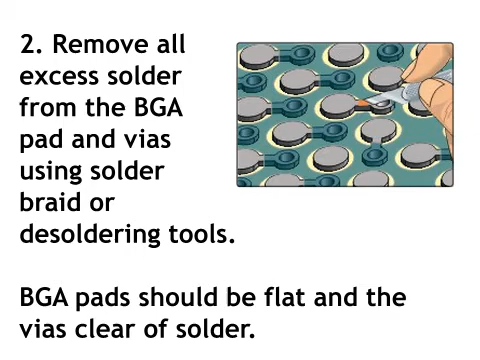 2. Remove all
excess solder
from the BGA
pad and vias
using solder
braid or
desoldering tools.
BGA pads should be flat and the
vias clear of solder.